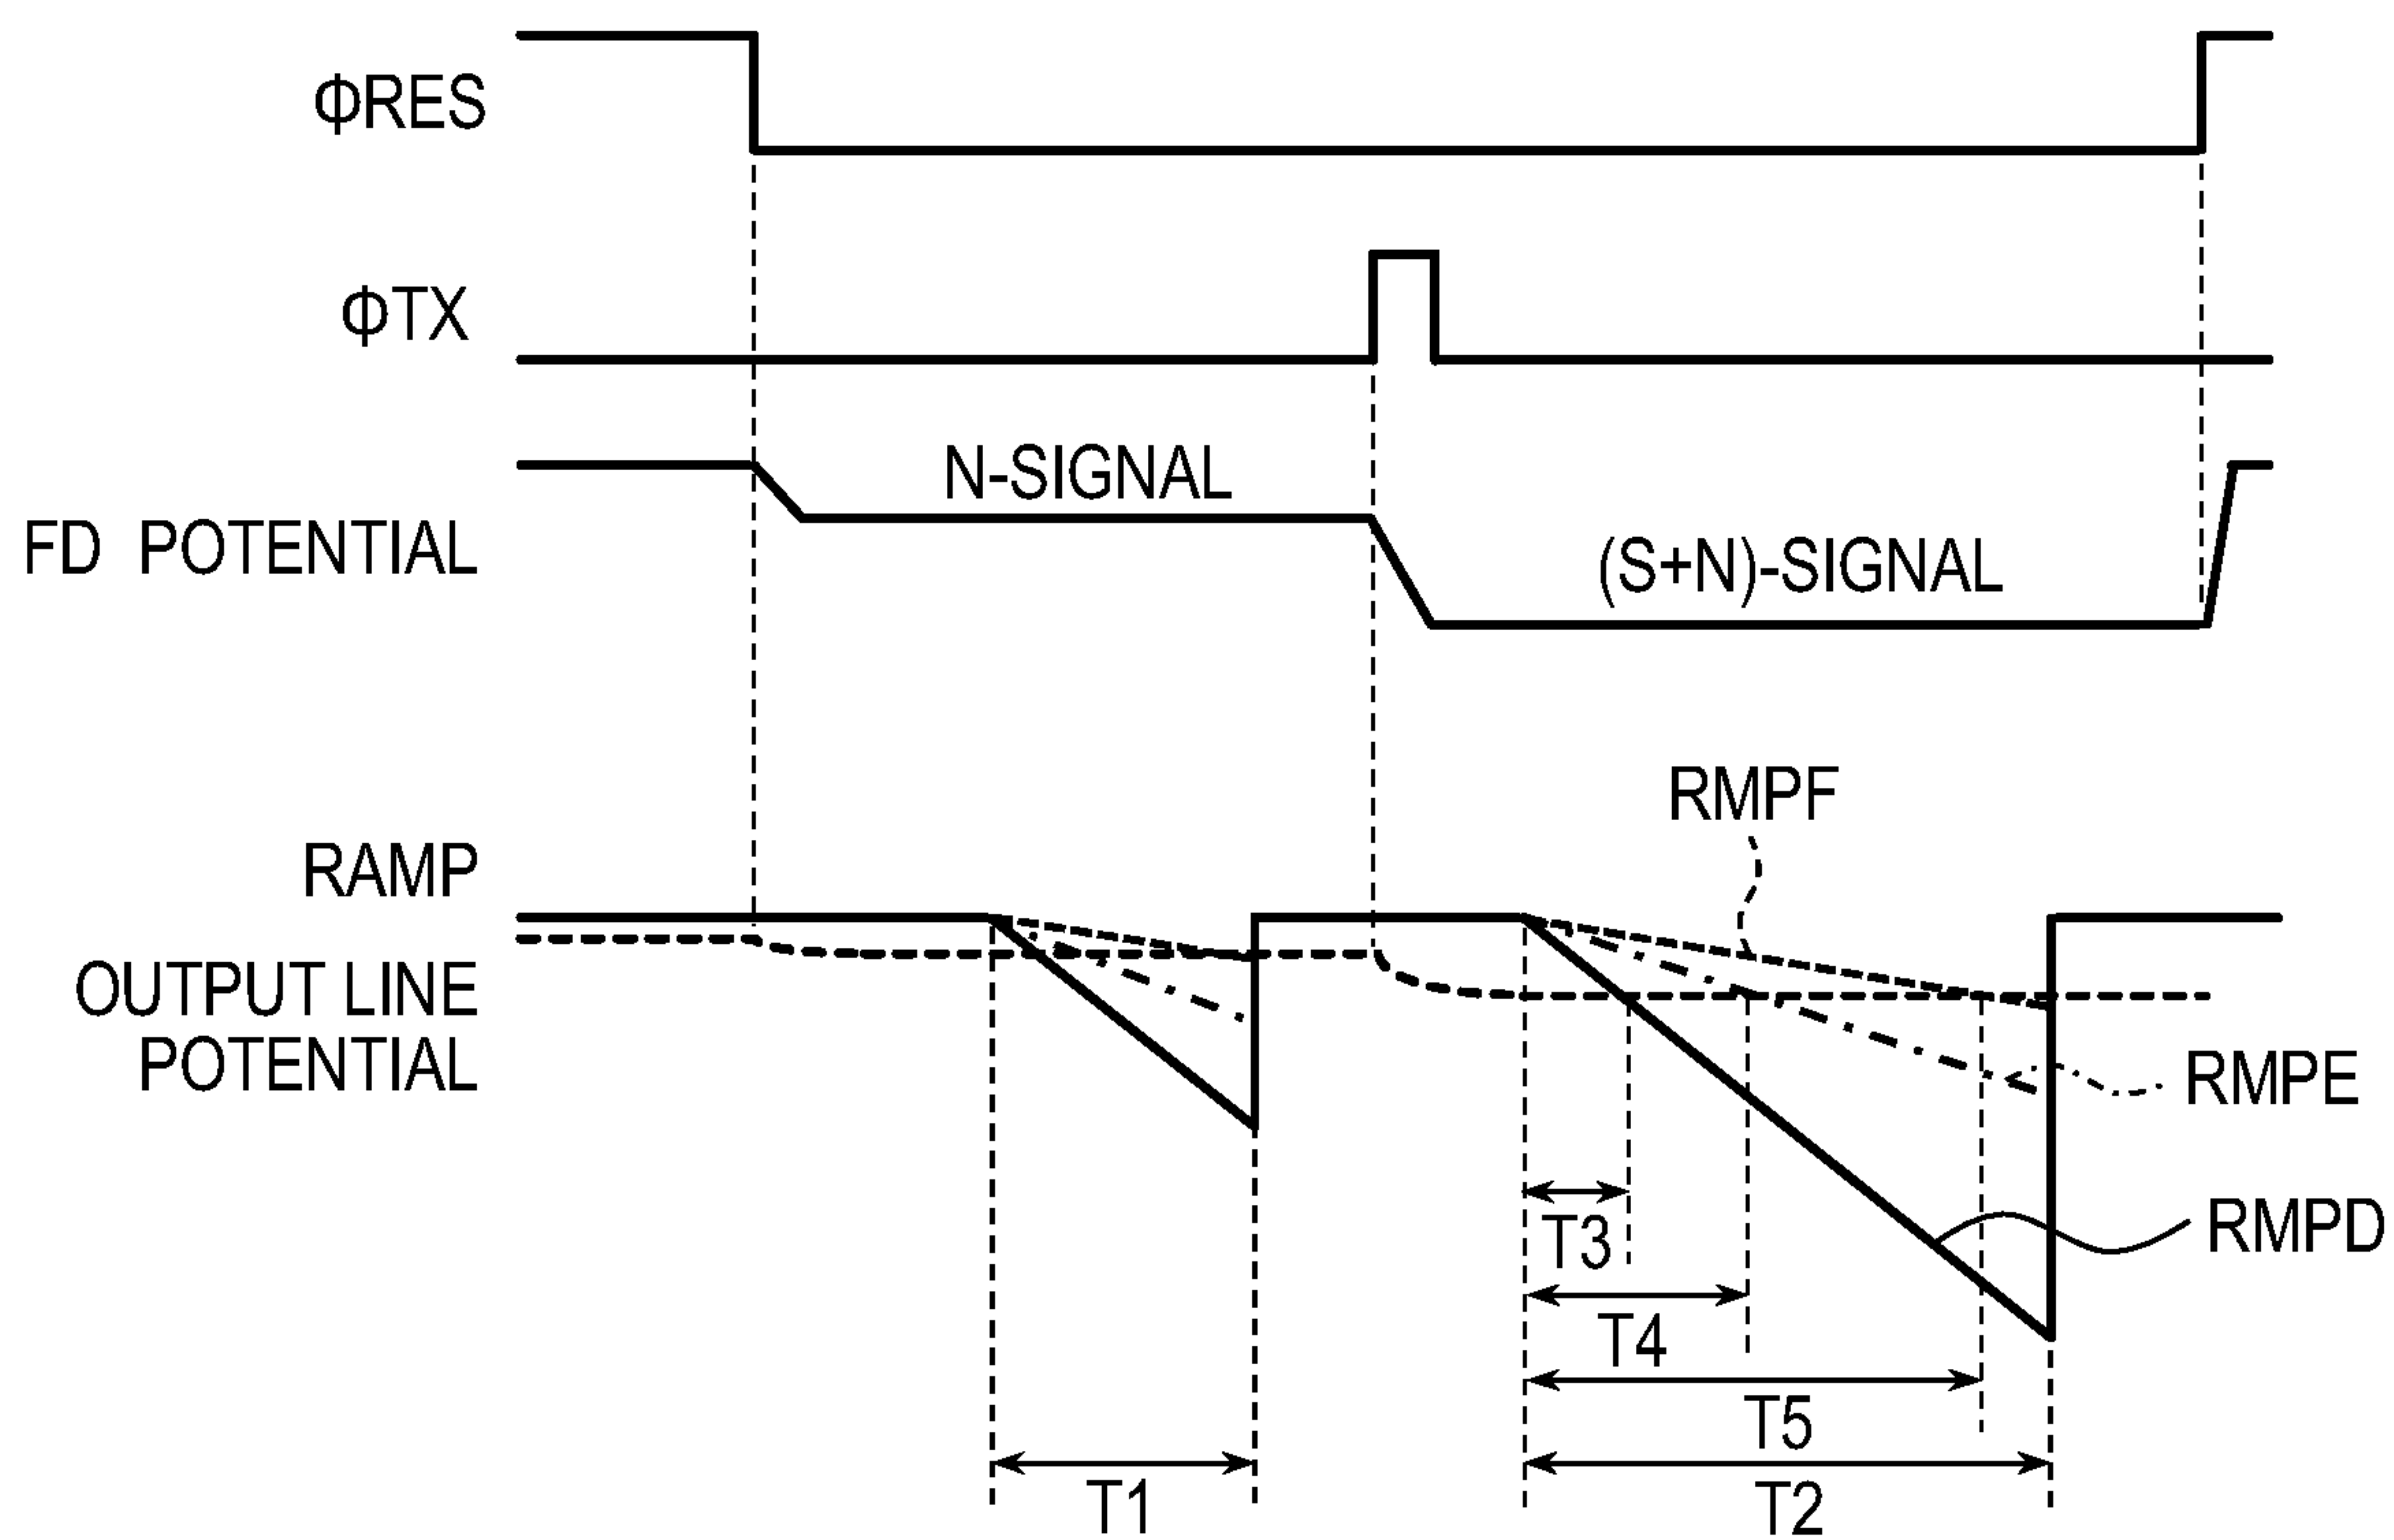 ΦRES
ΦTX
N-SIGNAL
FD POTENTIAL
(S+N)-SIGNAL
RMPF
RAMP
OUTPUT LINE
POTENTIAL
RMPE
RMPD
T3
T4
T5
T1
T2